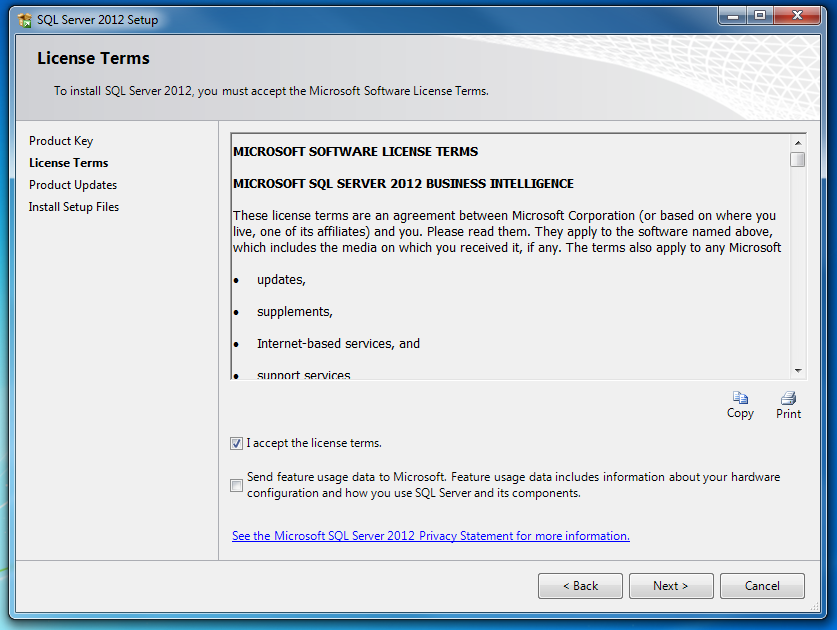 SQL Server 2012 Setup
License Terms
To install SQL Server 2012, you must accept the Microsoft Software License Terms.
Product Key
License Terms
Product Updates
Install Setup Files
MICROSOFT SOFTWARE LICENSE TERMS
MICROSOFT SQL SERVER 2012 BUSINESS INTELLIGENCE
These license terms are an agreement between Microsoft Corporation (or based on where you
live, one of its affiliates) and you. Please read them. They apply to the software named above,
which includes the media on which you received it, if any. The terms also apply to any Microsoft
• updates,
• supplements,
• Internet-based services, and
• support services
Copy
Print
I accept the license terms.
Send feature usage data to Microsoft. Feature usage data includes information about your hardware
configuration and how you use SQL Server and its components.
See the Microsoft SQL Server 2012 Privacy Statement for more information.
< Back
Next >
Cancel